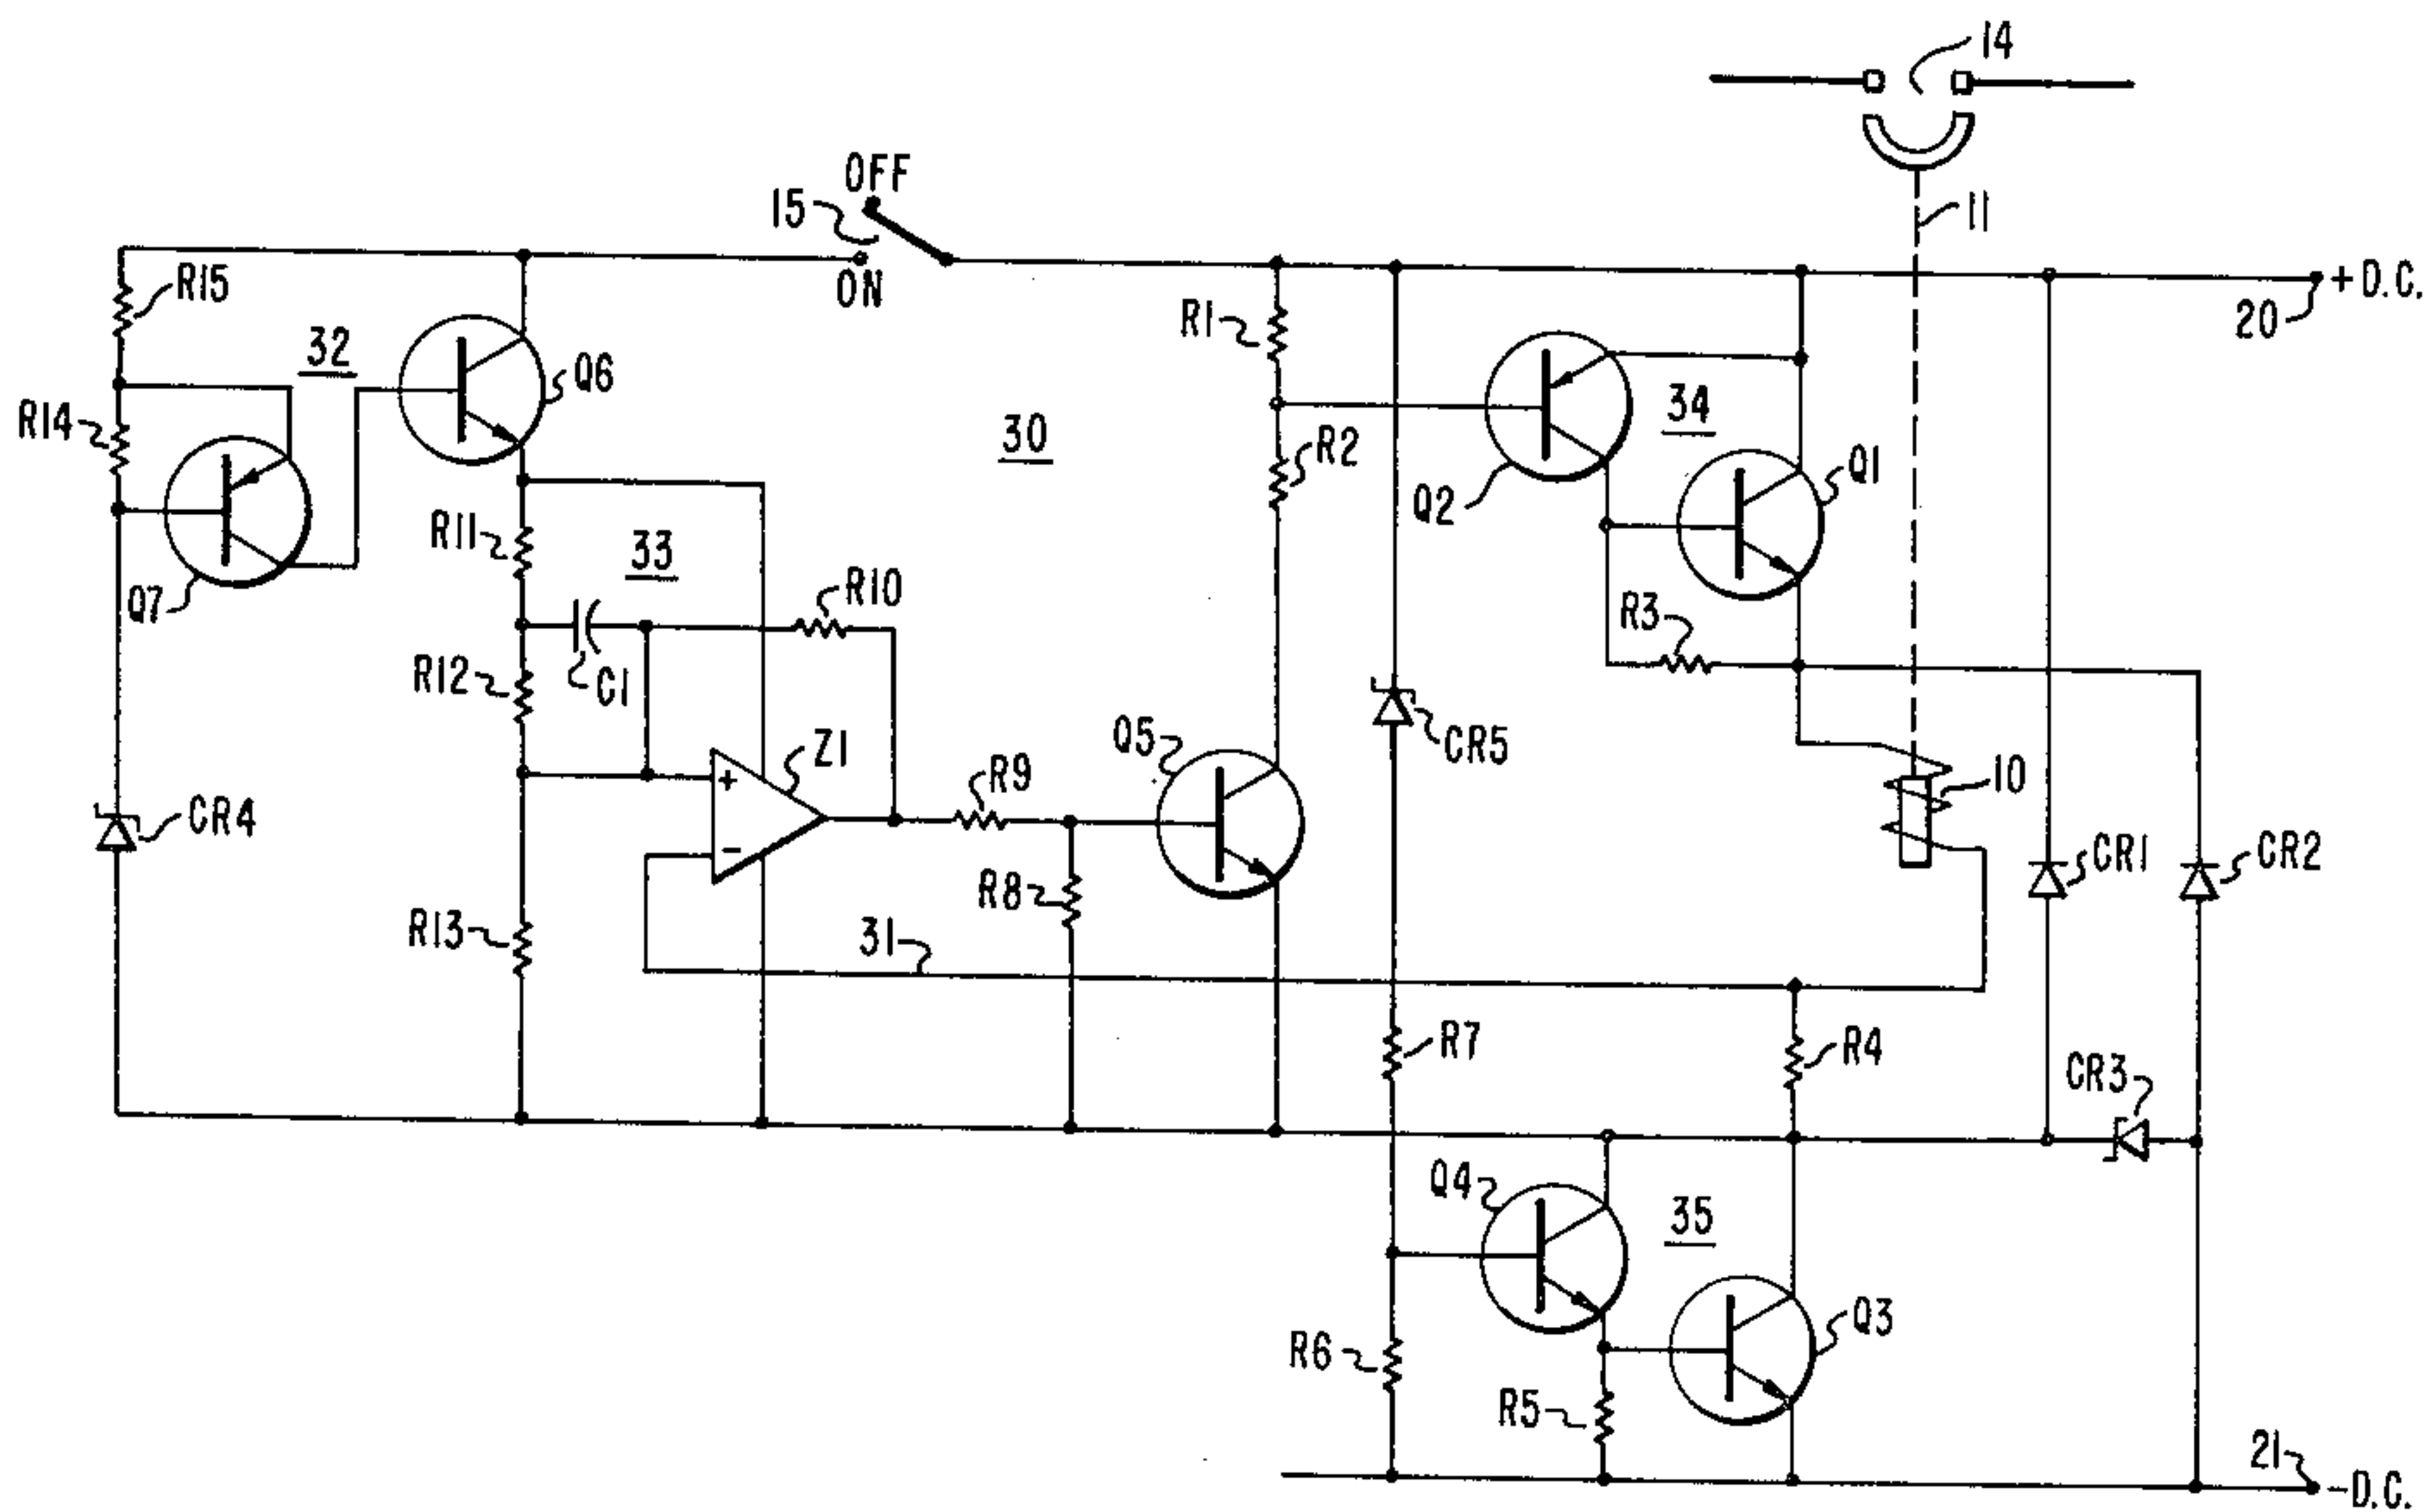 14
OFF
15
11
ON
+ D.C.
20
R15
32
Q6
R1
R14
30
R2
34
Q1
Q2
R11
33
Q7
R10
R3
R12
C1
Z1
Q5
CR5
10
R9
CR4
CR1
CR2
R8
R13
31
R7
R4
CR3
Q4
35
Q3
R6
R5
21
-D.C.
+
-